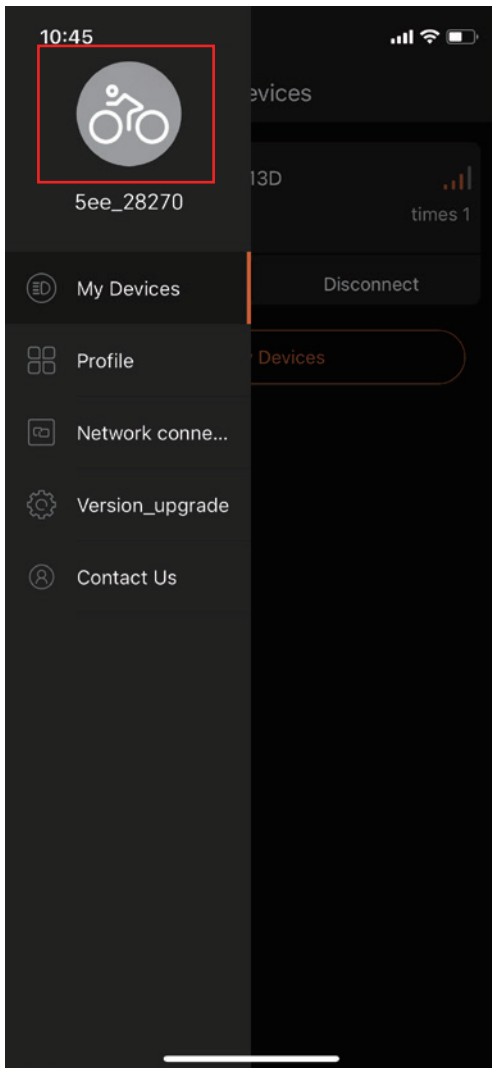 10:45
evices
13D
5ee_28270
times 1
My Devices
Disconnect
Profile
Devices
Network conne...
Version_upgrade
Contact Us